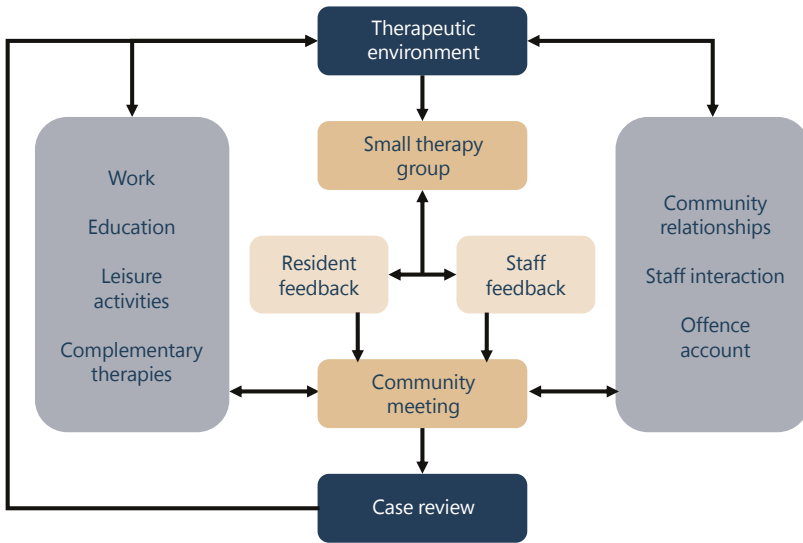 Therapeutic
environment
Small therapy
group
Work
Education
Leisure
activities
Complementary
therapies
Resident
feedback
Staff
feedback
Community
relationships
Staff interaction
Offence
account
Community
meeting
Case review